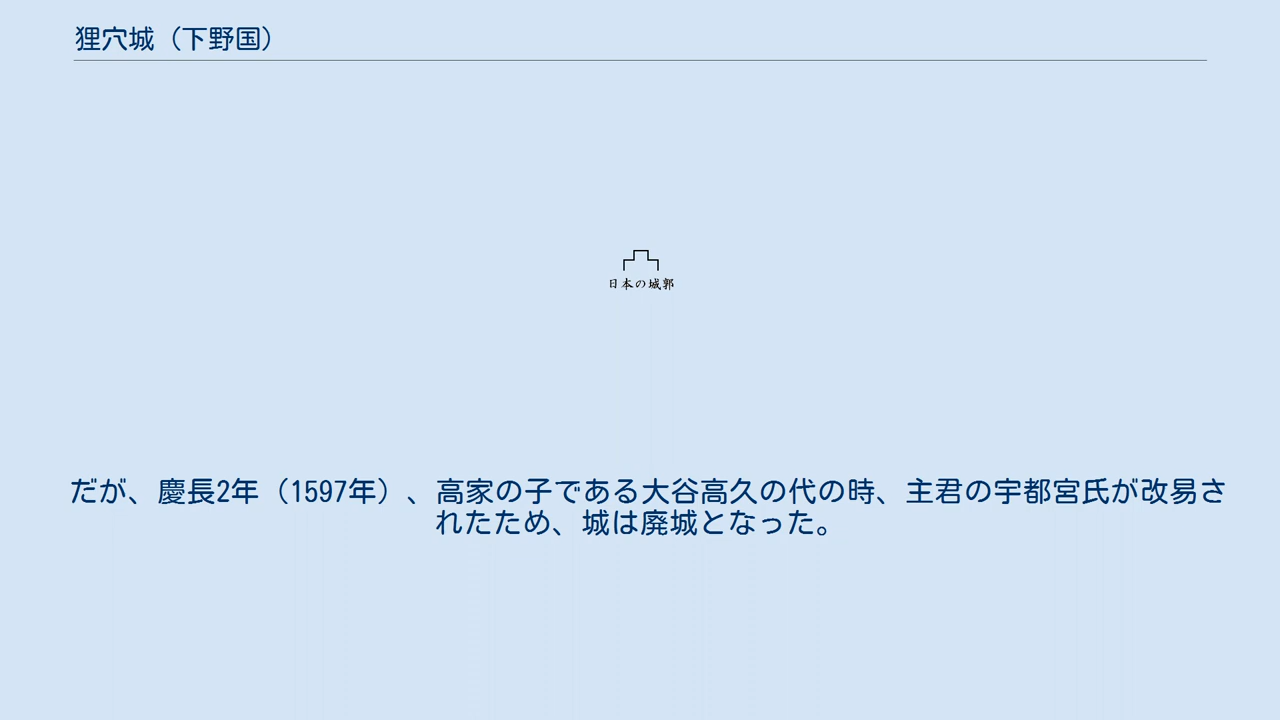 狸穴城（下野国）
日本の城郭
だが、慶長2年（1597年）、高家の子である大谷高久の代の時、主君の宇都宮氏が改易さ
れたため、城は廃城となった。